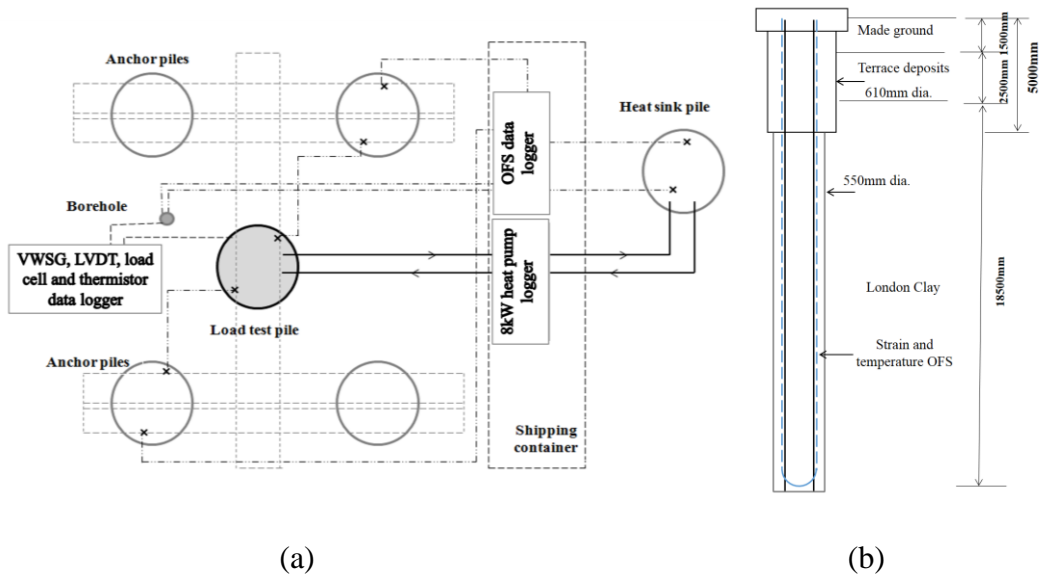 Anchor piles
Heat sink pile
OFS data
logger
Borehole
VWSG, LVDT, load
cell and thermistor
data logger
8kW heat pump
logger
Load test pile
Anchor piles
Shipping
container
(a)
(a)
Made ground
1500mm
Terrace deposits
2500mm
5000mm
610mm dia.
550mm dia.
18500mm
London Clay
Strain and
temperature OFS
(b)
(b)